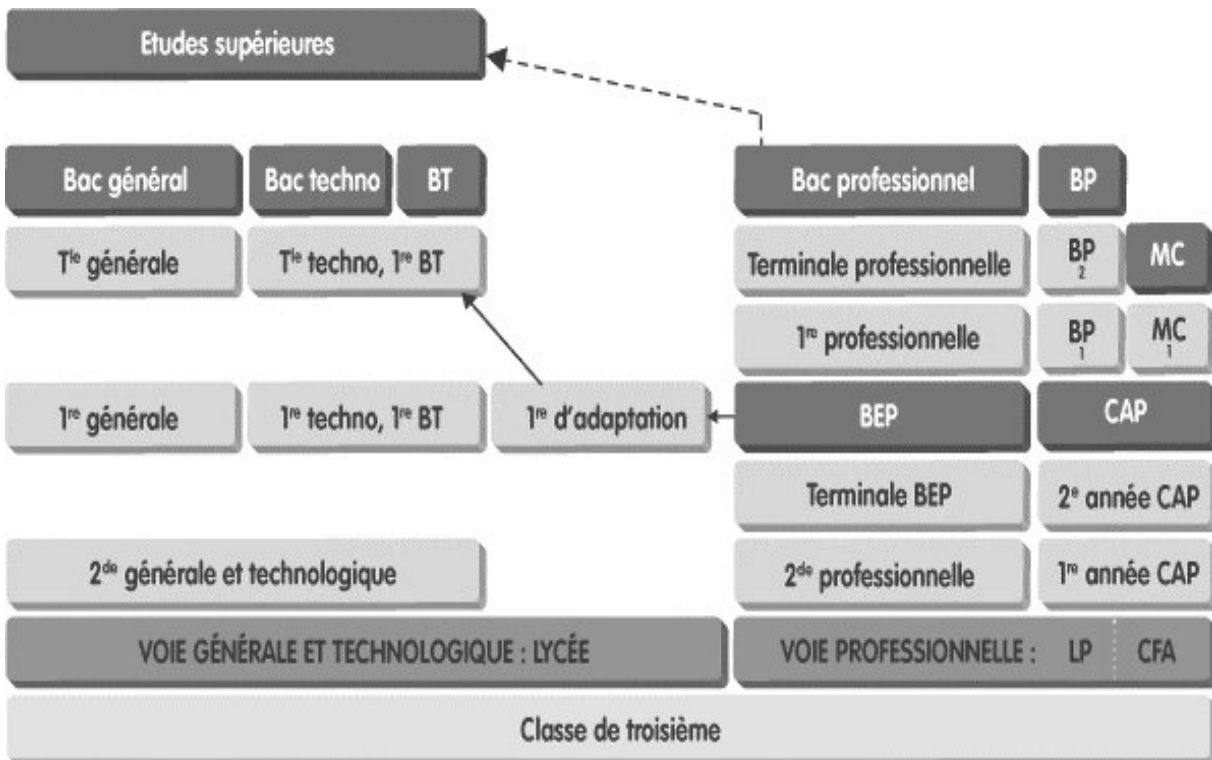 Etudes supérieures
Bac général Bac techno BT Bac professionnel BP
Tle générale Tle techno, 1re BT Terminale professionnelle BP 2 MC
1re professionnelle BP 1 MC 1
1re générale 1re techno, 1re BT 1re d'adaptation BEP CAP
Terminale BEP 2e année CAP
2de générale et technologique 2de professionnelle 1re année CAP
VOIE GÉNÉRALE ET TECHNOLOGIQUE : LYCÉE VOIE PROFESSIONNELLE : LP CFA
Classe de troisième